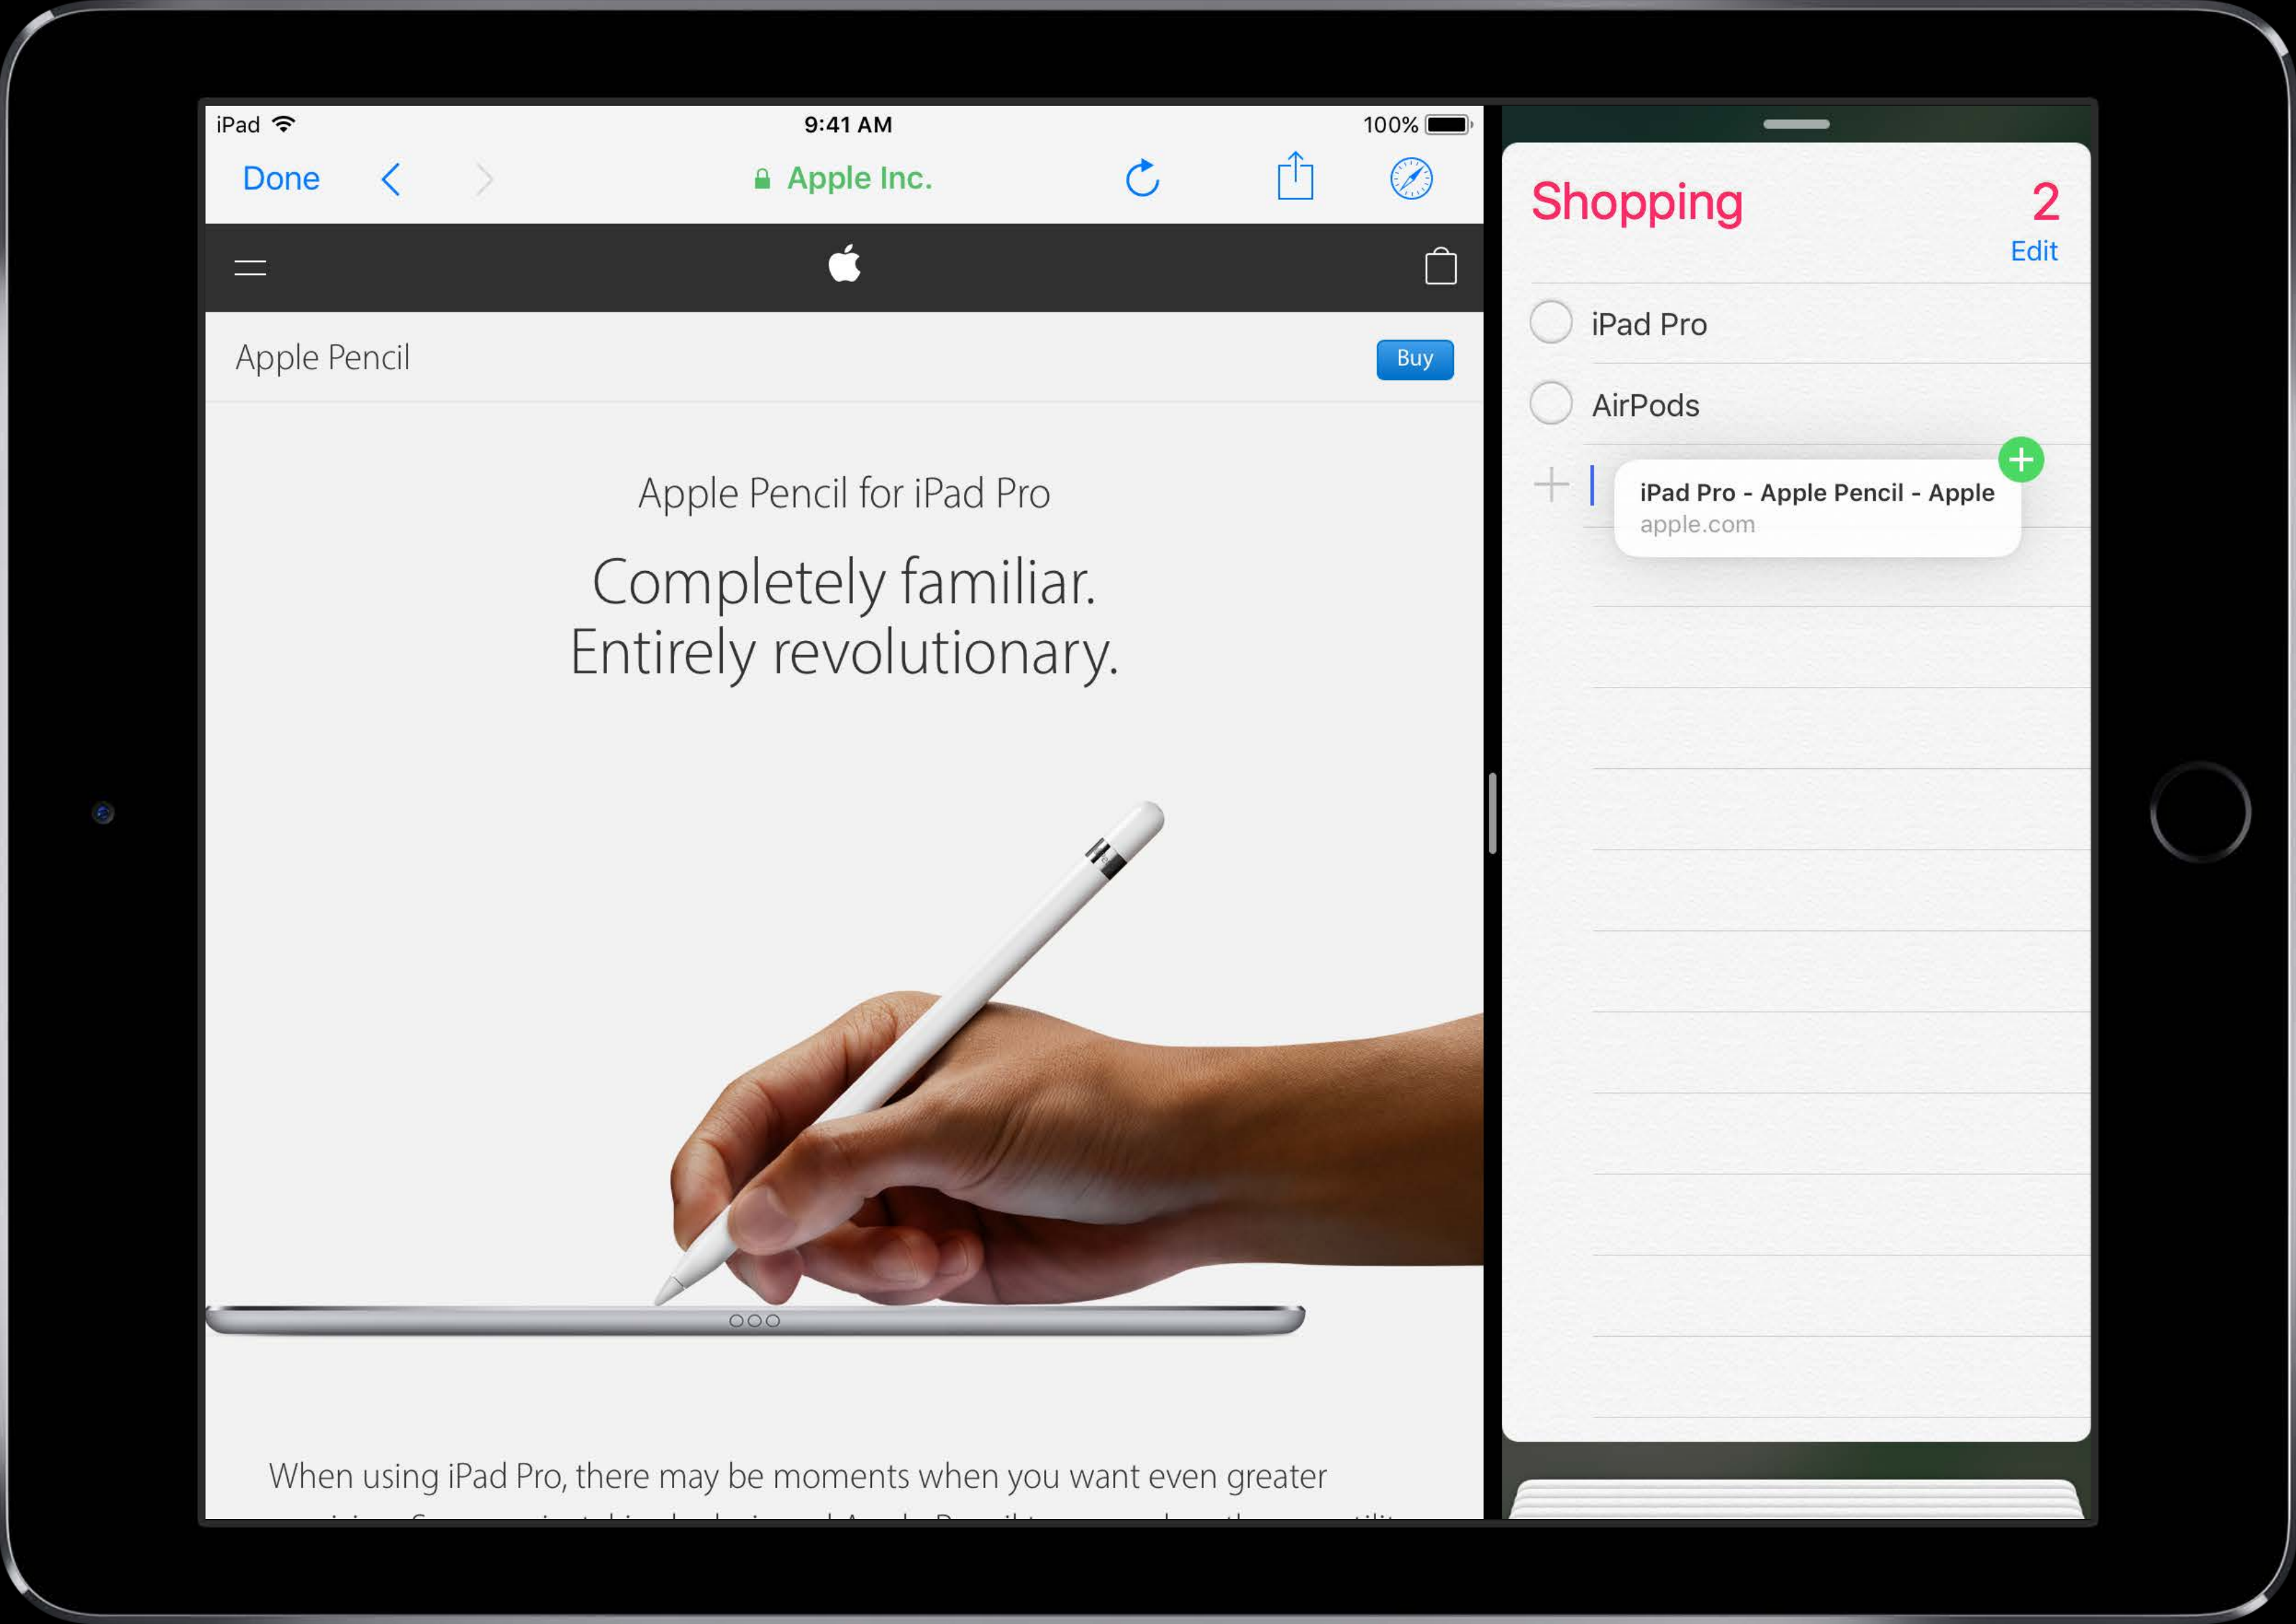 iPad
9:41 AM
100%
Done
Apple Inc.
Apple Pencil
Buy
Apple Pencil for iPad Pro
Completely familiar.
Entirely revolutionary.
When using iPad Pro, there may be moments when you want even greater
Shopping
2
Edit
iPad Pro
AirPods
iPad Pro - Apple Pencil - Apple
apple.com